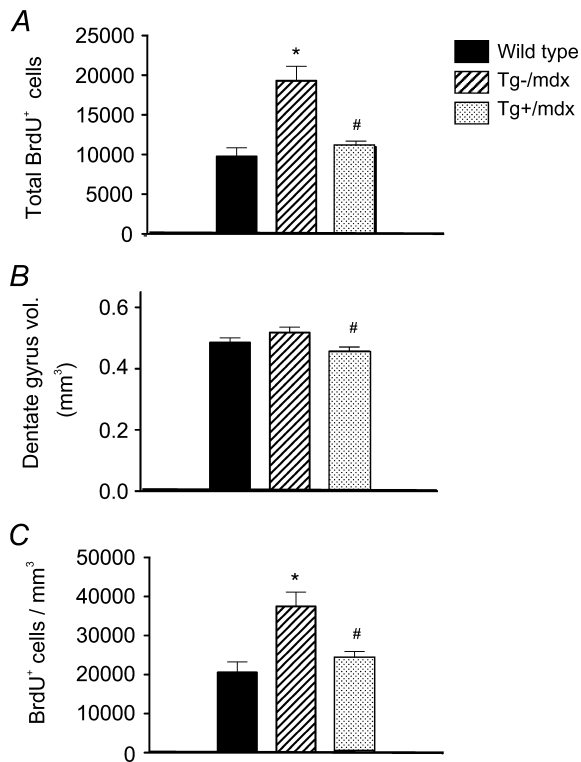 A
25000
20000
15000
10000
5000
0
Total BrdU⁺ cells
*
#
Wild type
Tg-/mdx
Tg+/mdx
B
0.6
0.4
0.2
0.0
Dentate gyrus vol.
(mm³)
#
C
50000
40000
30000
20000
10000
0
BrdU⁺ cells / mm³
*
#